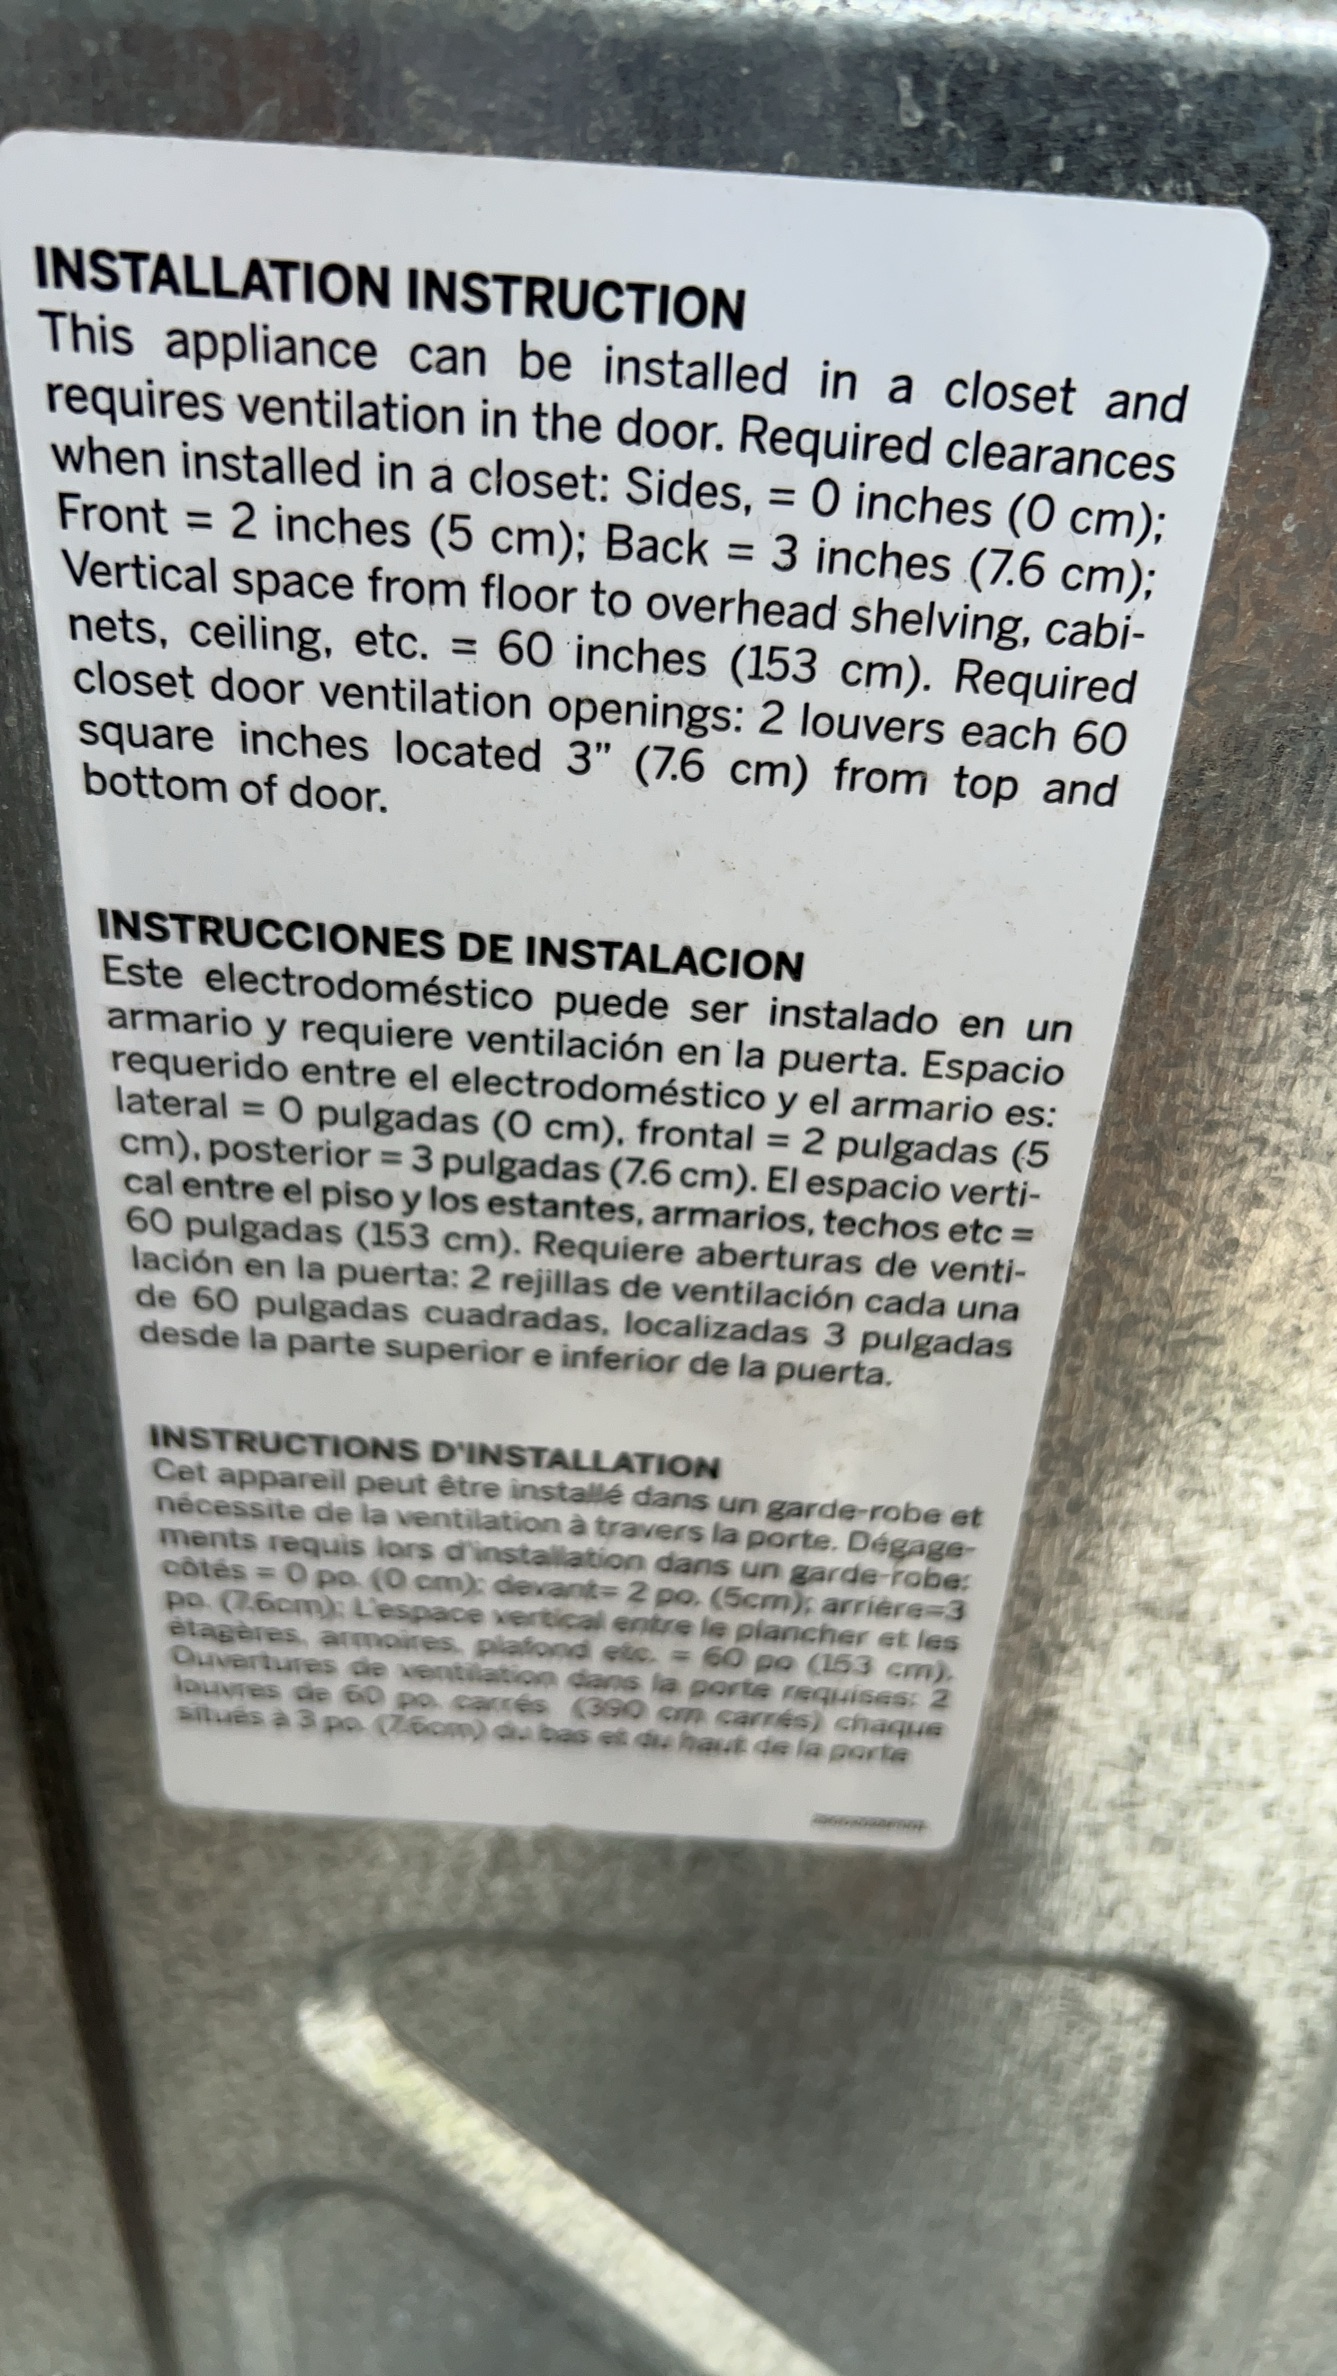 INSTALLATION INSTRUCTION
This appliance can be installed in a closet and
requires ventilation in the door. Required clearances
when installed in a closet: Sides, = 0 inches (0 cm);
Front = 2 inches (5 cm); Back = 3 inches (7.6 cm);
Vertical space from floor to overhead shelving, cabi-
nets, ceiling, etc. = 60 inches (153 cm). Required
closet door ventilation openings: 2 louvers each 60
square inches located 3" (7.6 cm) from top and
bottom of door.
INSTRUCCIONES DE INSTALACION
Este electrodoméstico puede ser instalado en un
armario y requiere ventilación en la puerta. Espacio
requerido entre el electrodoméstico y el armario es:
lateral = 0 pulgadas (0 cm), frontal = 2 pulgadas (5
cm), posterior = 3 pulgadas (7.6 cm). El espacio verti-
cal entre el piso y los estantes, armarios, techos etc =
60 pulgadas (153 cm). Requiere aberturas de venti-
lación en la puerta: 2 rejillas de ventilación cada una
de 60 pulgadas cuadradas, localizadas 3 pulgadas
desde la parte superior e inferior de la puerta.
INSTRUCTIONS D'INSTALLATION
Cet appareil peut être installé dans un garde-robe et
nécessite de la ventilation à travers la porte. Dégage-
ments requis lors d'installation dans un garde-robe:
côtés = 0 po. (0 cm); devant= 2 po. (5cm); arrière=3
po. (7.6cm); L'espace vertical entre le plancher et les
étagères, armoires, plafond etc. = 60 po (153 cm).
Ouvertures de ventilation dans la porte requises: 2
louvres de 60 po. carrés (390 cm carrés) chaque
situés à 3 po. (7.6cm) du bas et du haut de la porte